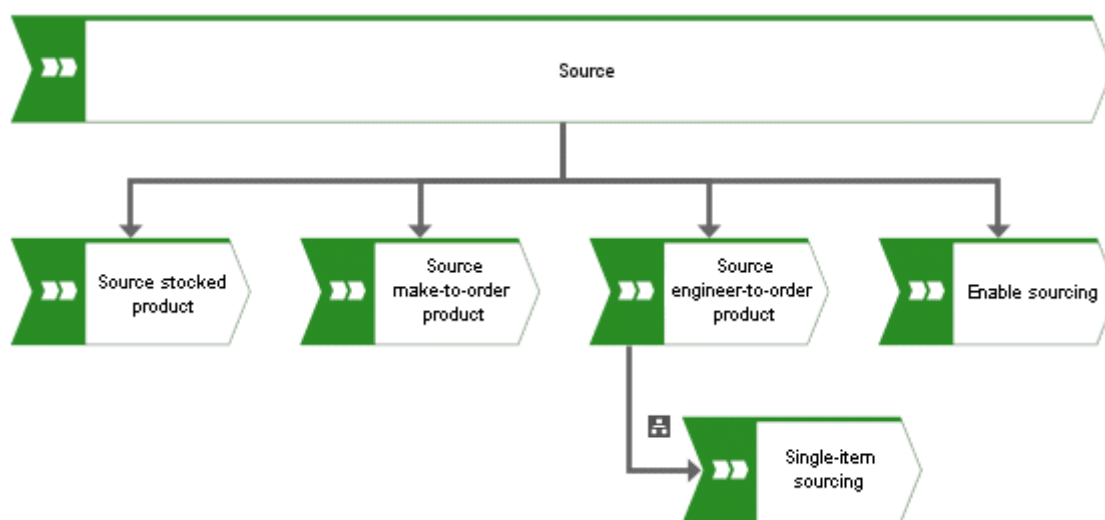 Source
Source stocked
product
Source
make-to-order
product
Source
engineer-to-order
product
Enable sourcing
Single-item
sourcing